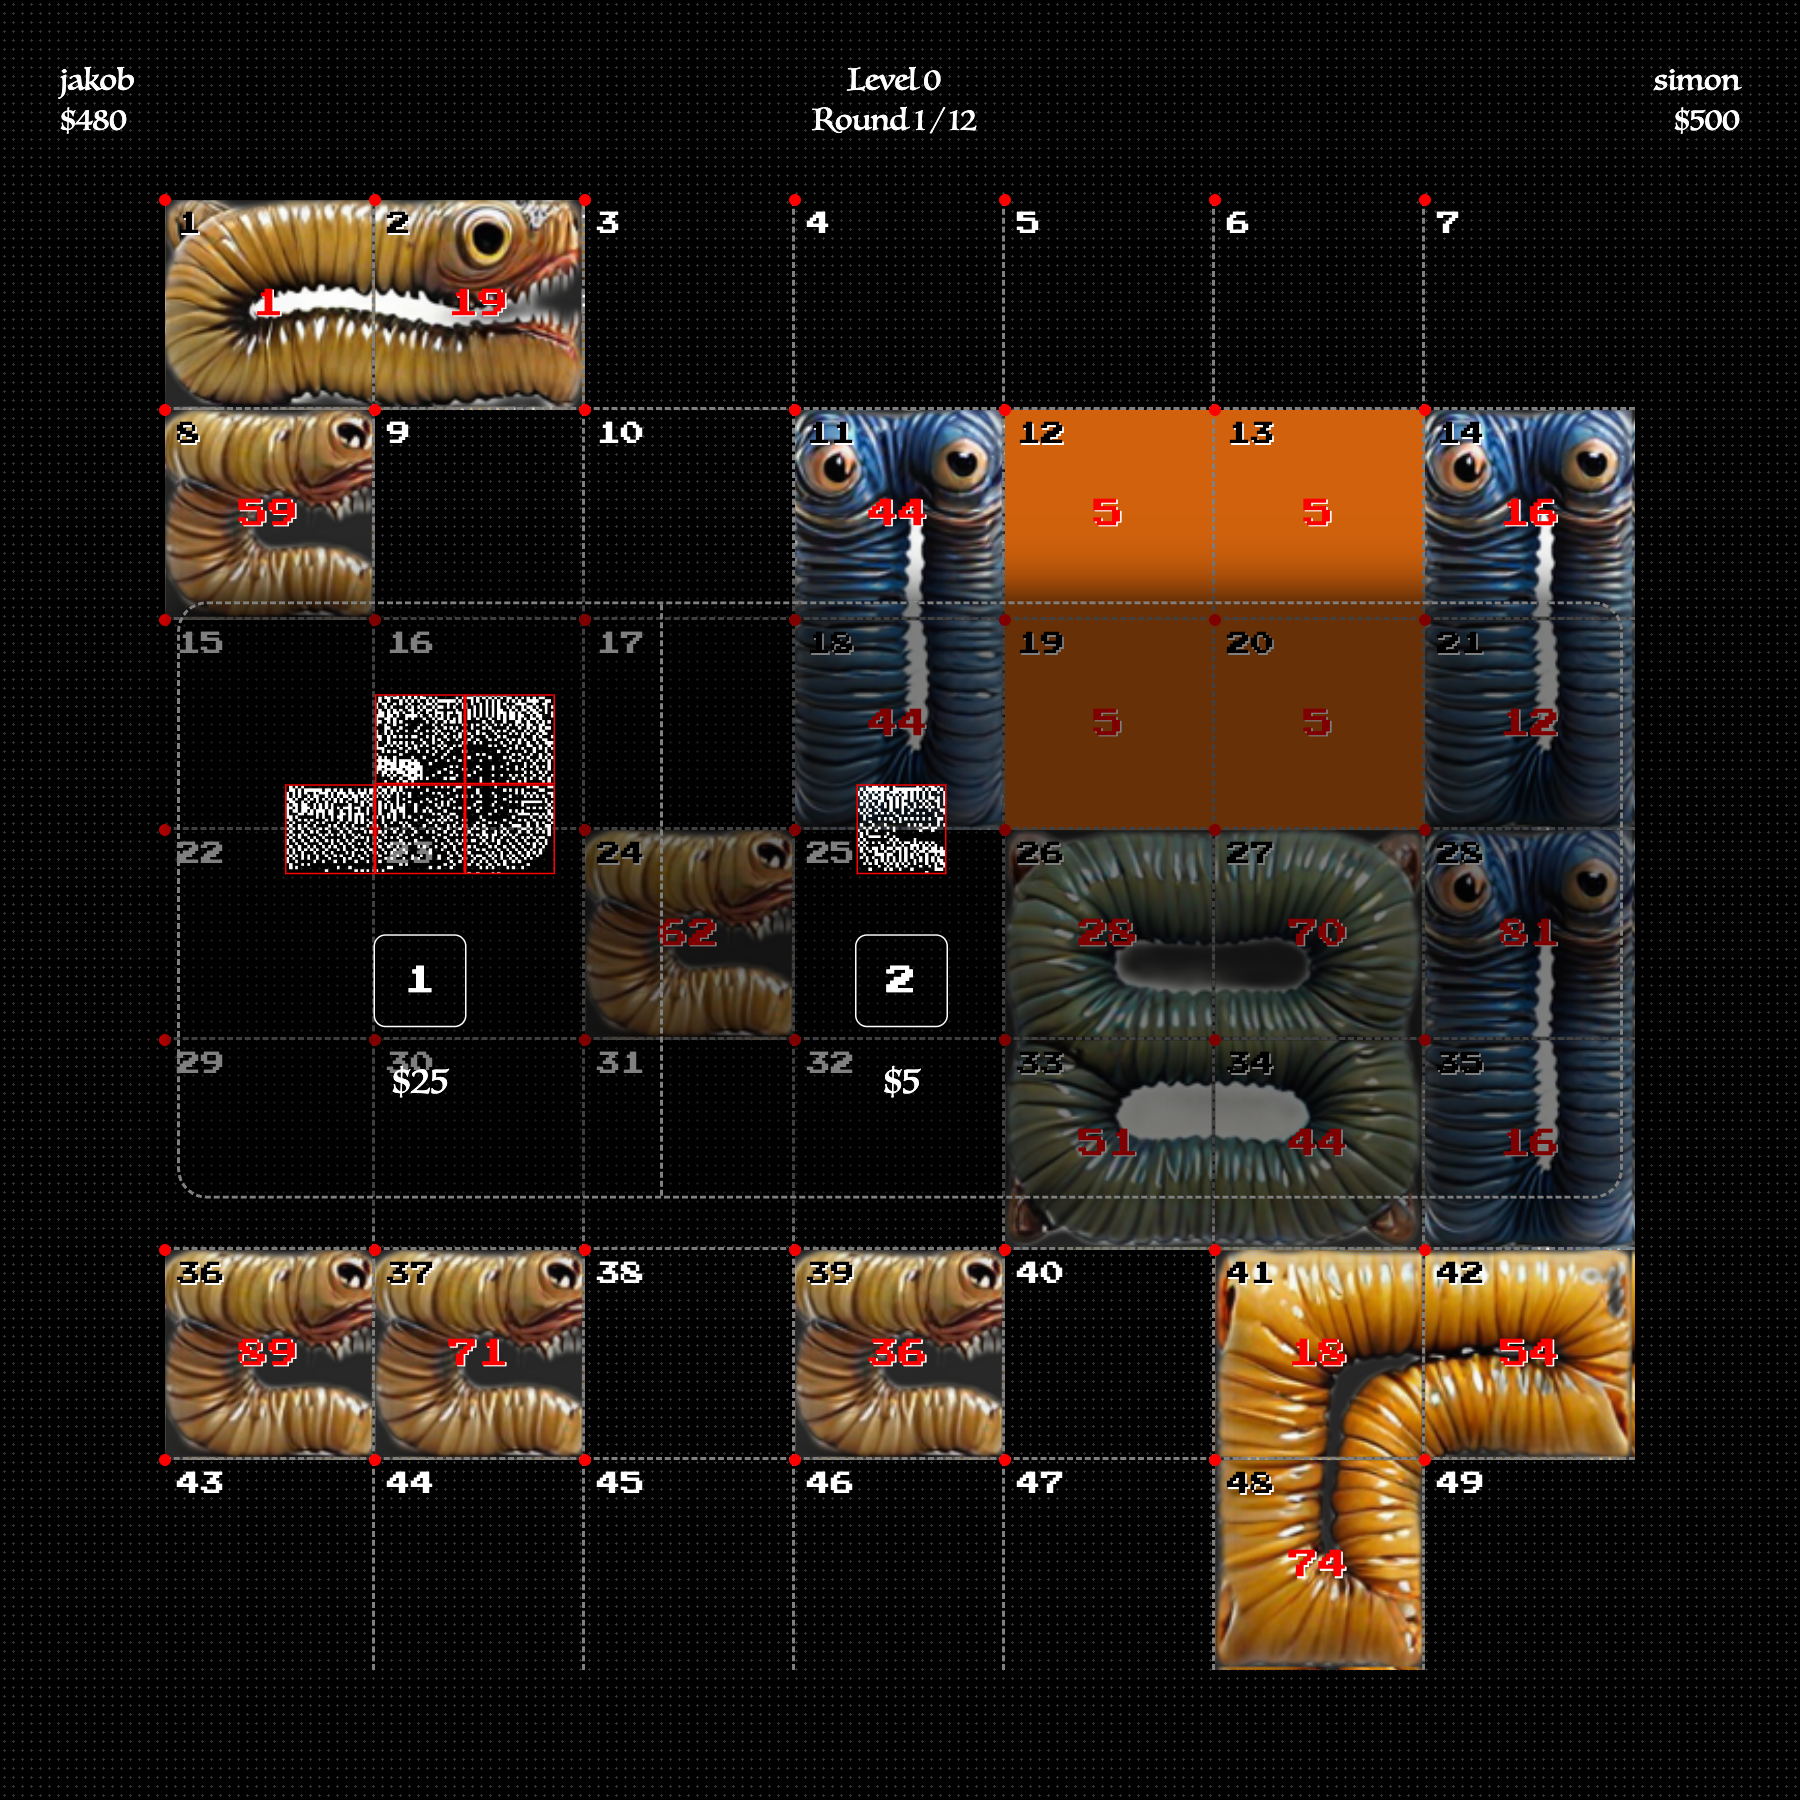 jakob Level 0 simon
$480 Round 1 / 12 $500
1 2 3 4 5 6 7
1 19
8 9 10 11 12 13 14
59 44 5 5 16
15 16 17 18 19 20 21
44 5 5 12
22 23 24 25 26 27 28
62 28 70 81
1 2
29 30 31 32 33 34 35
$25 $5
51 44 16
36 37 38 39 40 41 42
89 71 36 18 54
43 44 45 46 47 48 49
74